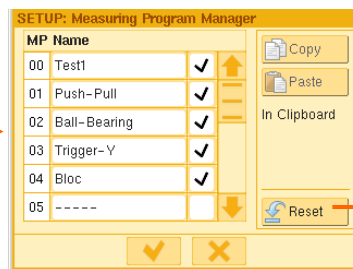 SETUP: Measuring Program Manager
MP Name
00 Test1
01 Push-Pull
02 Ball-Bearing
03 Trigger-Y
04 Bloc
05 -----
Copy
Paste
In Clipboard
Reset